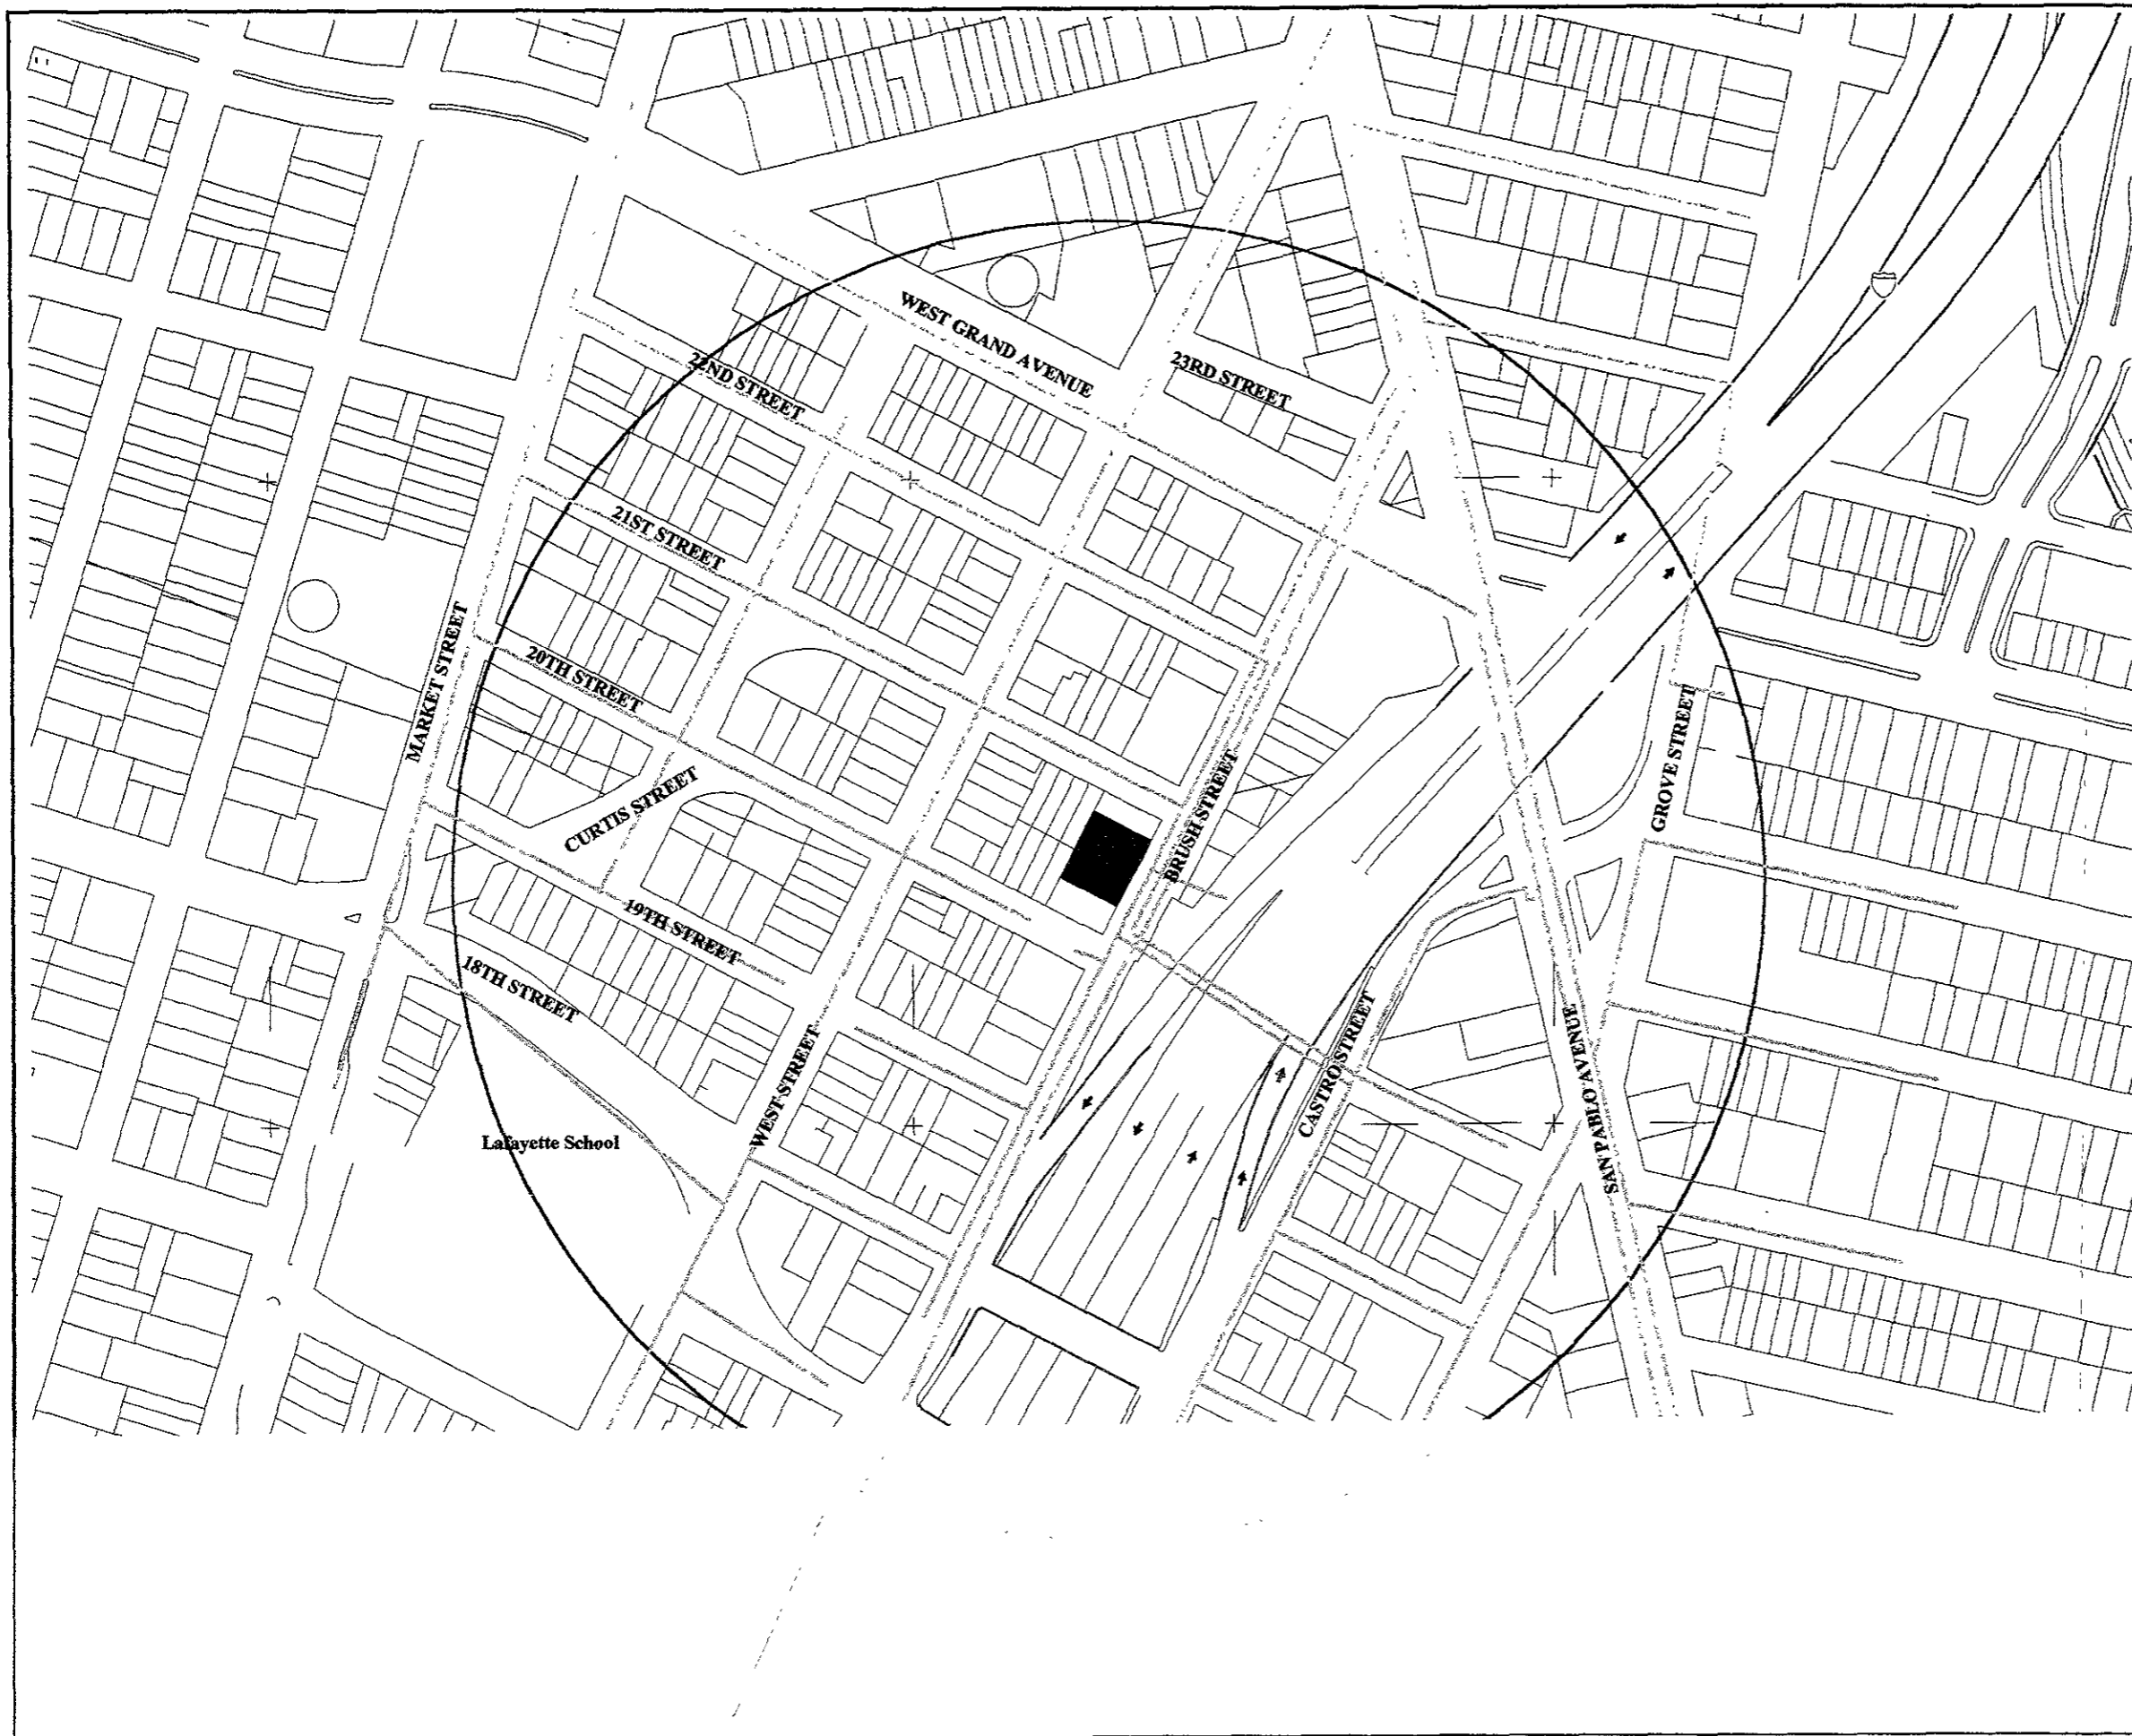 WEST GRAND AVENUE
22ND STREET
23RD STREET
21ST STREET
20TH STREET
MARKET STREET
GROVE STREET
BRUSH STREET
CURTIS STREET
19TH STREET
18TH STREET
CASTRO STREET
SAN PABLO AVENUE
WEST STREET
Lafayette School